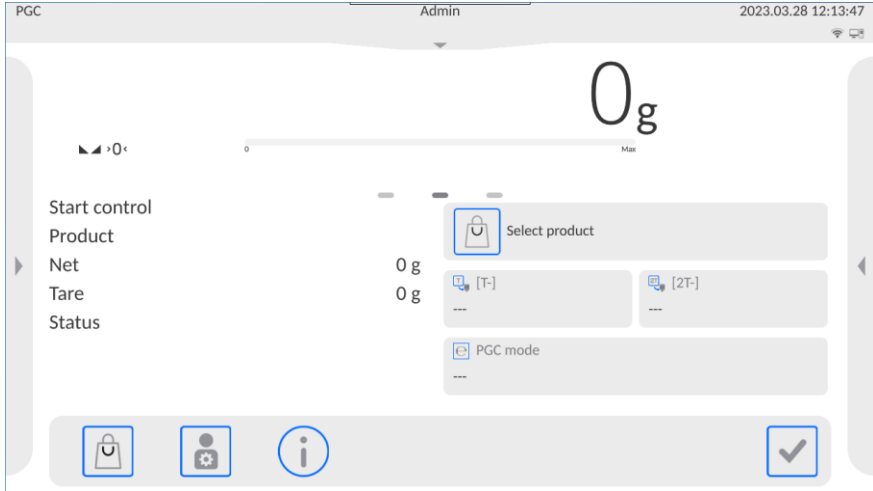 PGC Admin 2023.03.28 12:13:47
0 g
›0‹ 0 Max
Start control
Product
Net 0 g
Tare 0 g
Status
Select product
[T-] [2T-]
--- ---
PGC mode
---